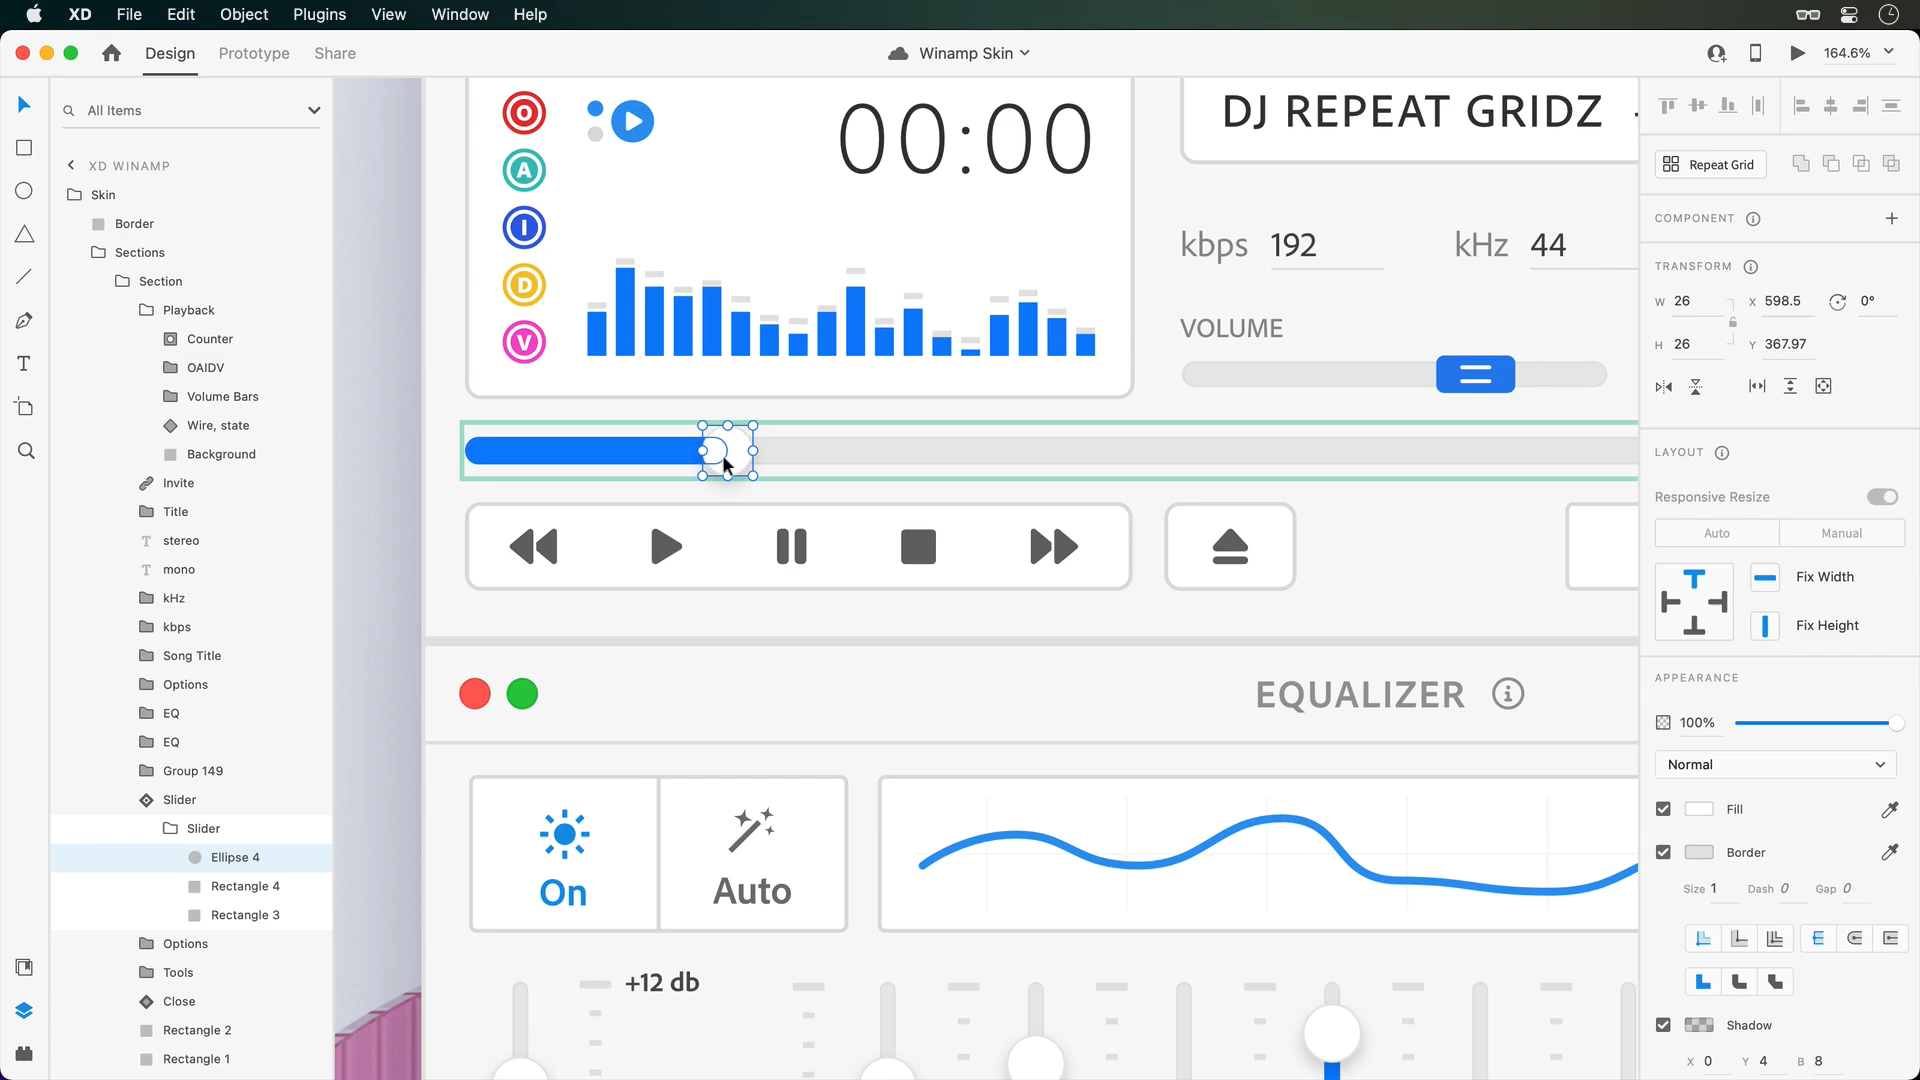 XD File Edit Object Plugins View Window Help
Design Prototype Share
Winamp Skin
164.6%
All Items
XD WINAMP
Skin
Border
Sections
Section
Playback
Counter
OAIDV
Volume Bars
Wire, state
Background
Invite
Title
T stereo
T mono
kHz
kbps
Song Title
Options
EQ
EQ
Group 149
Slider
Slider
Ellipse 4
Rectangle 4
Rectangle 3
Options
Tools
Close
Rectangle 2
Rectangle 1
O
A
I
D
V
00:00
DJ REPEAT GRIDZ -
kbps 192 kHz 44
VOLUME
EQUALIZER
On Auto
+12 db
Repeat Grid
COMPONENT
TRANSFORM
W 26 X 598.5 0°
H 26 Y 367.97
LAYOUT
Responsive Resize
Auto Manual
Fix Width
Fix Height
APPEARANCE
100%
Normal
Fill
Border
Size 1 Dash 0 Gap 0
Shadow
X 0 Y 4 B 8